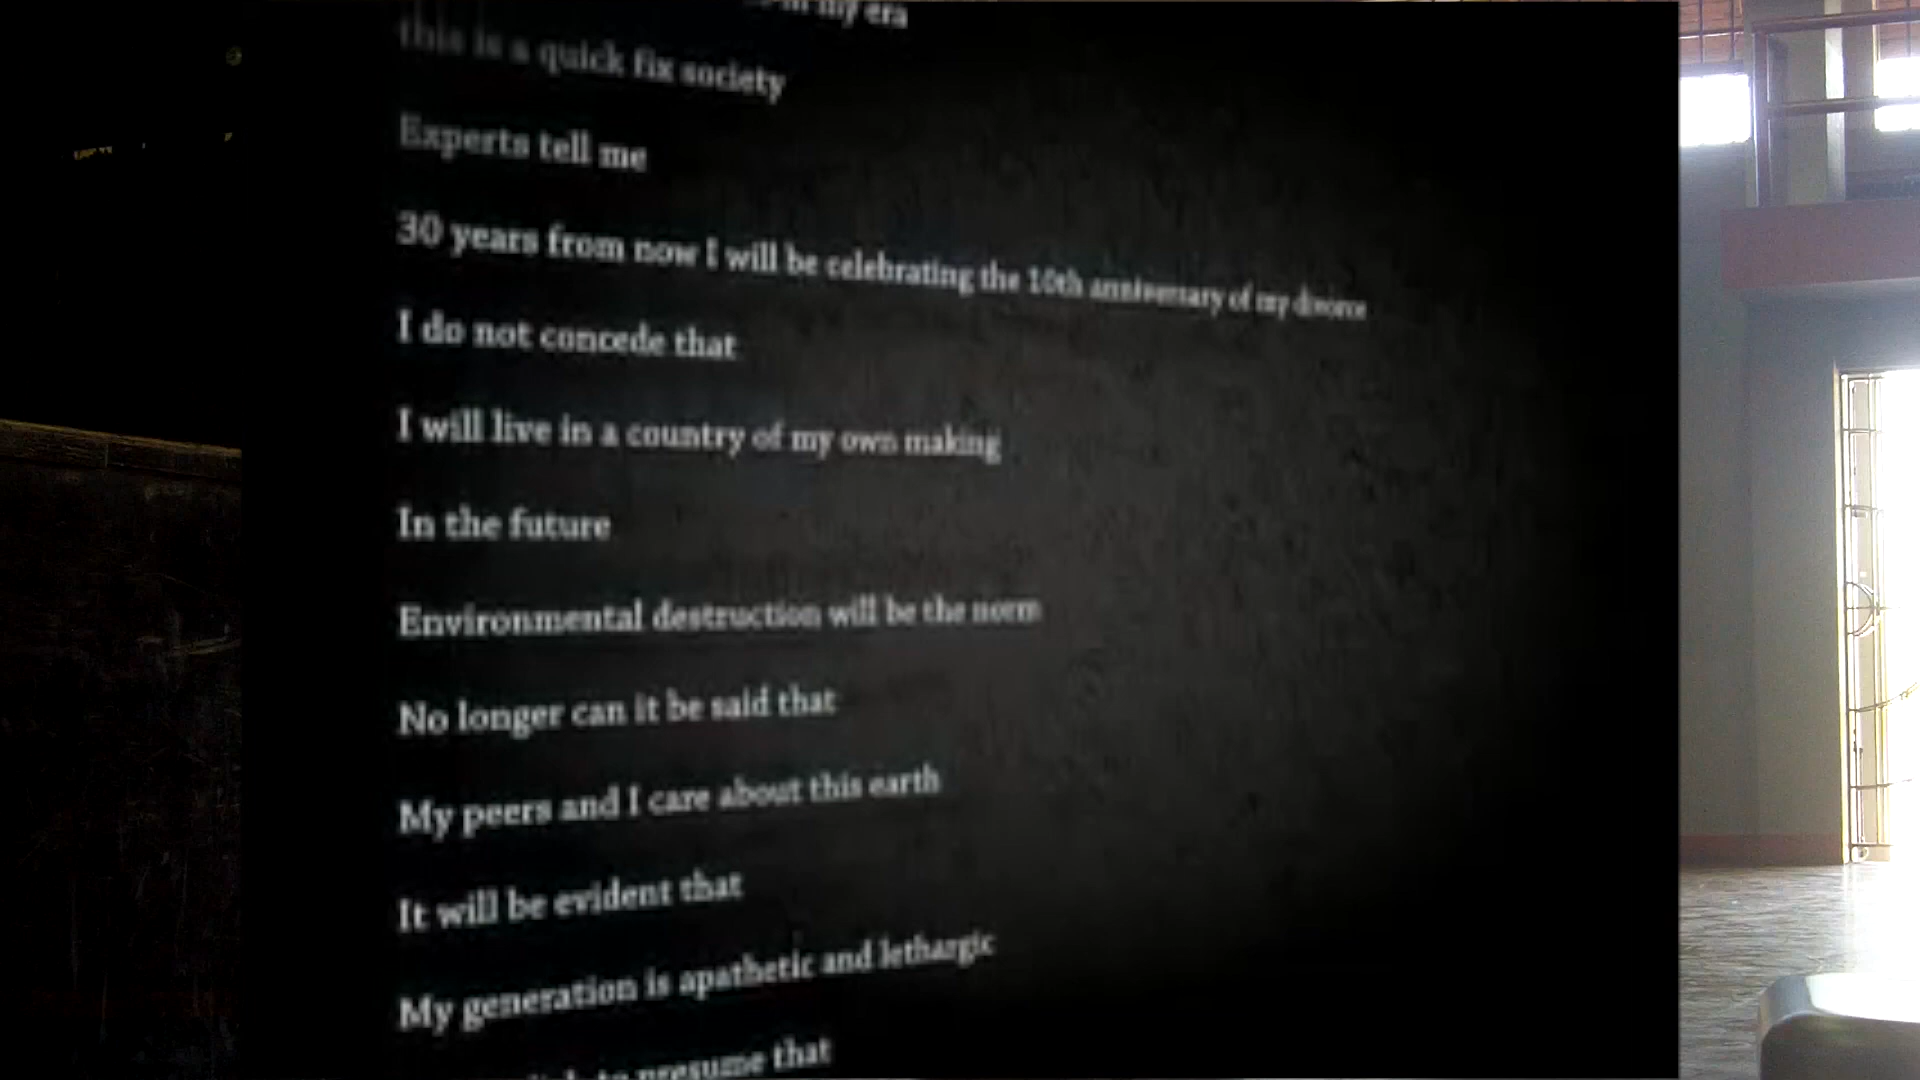 my era
this is a quick fix society
Experts tell me
30 years from now I will be celebrating the 10th anniversary of my divorce
I do not concede that
I will live in a country of my own making
In the future
Environmental destruction will be the norm
No longer can it be said that
My peers and I care about this earth
It will be evident that
My generation is apathetic and lethargic
to presume that